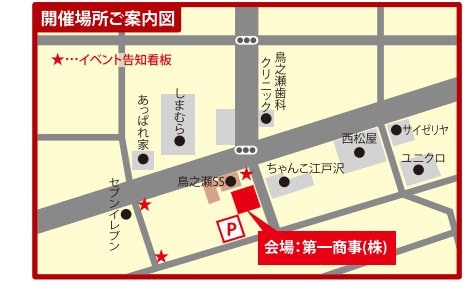 開催場所ご案内図
★…イベント告知看板
鳥之瀬歯科
クリニック
しまむら
あっぱれ家
西松屋
サイゼリヤ
ユニクロ
ちゃんこ江戸沢
鳥之瀬SS
セブンイレブン
P
会場:第一商事(株)